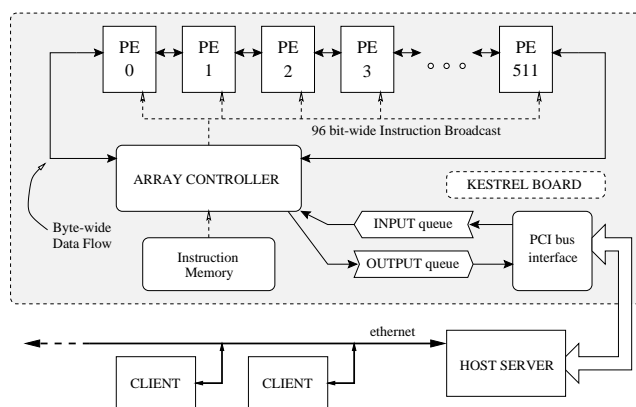 PE 0
PE 1
PE 2
PE 3
PE 511
96 bit-wide Instruction Broadcast
ARRAY CONTROLLER
KESTREL BOARD
Byte-wide
Data Flow
INPUT queue
OUTPUT queue
PCI bus
interface
Instruction
Memory
ethernet
HOST SERVER
CLIENT
CLIENT